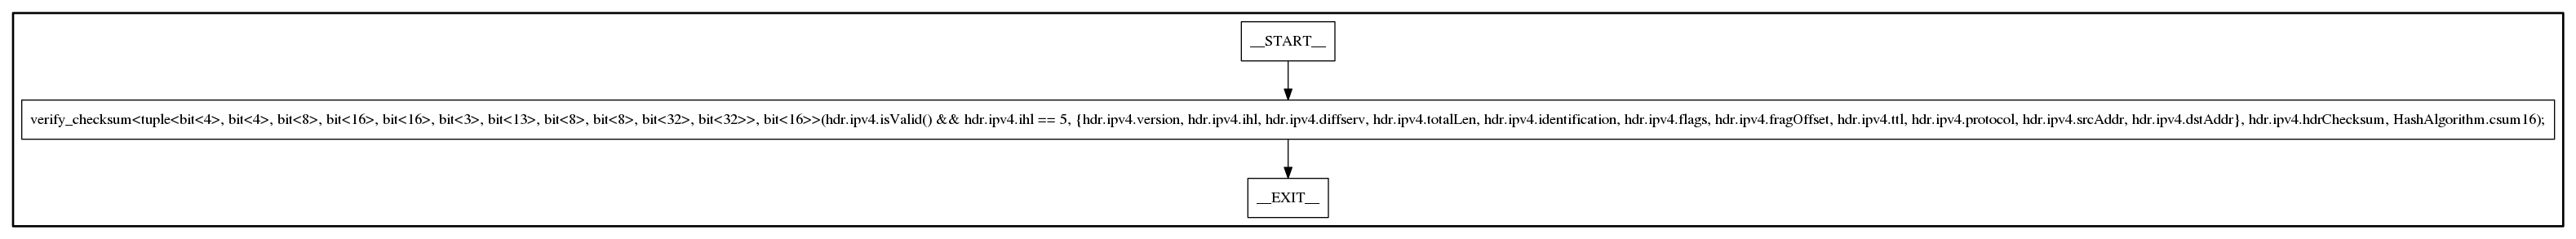 __START__
verify_checksum<tuple<bit<4>, bit<4>, bit<8>, bit<16>, bit<16>, bit<3>, bit<13>, bit<8>, bit<8>, bit<32>, bit<32>>, bit<16>>(hdr.ipv4.isValid() && hdr.ipv4.ihl == 5, {hdr.ipv4.version, hdr.ipv4.ihl, hdr.ipv4.diffserv, hdr.ipv4.totalLen, hdr.ipv4.identification, hdr.ipv4.flags, hdr.ipv4.fragOffset, hdr.ipv4.ttl, hdr.ipv4.protocol, hdr.ipv4.srcAddr, hdr.ipv4.dstAddr}, hdr.ipv4.hdrChecksum, HashAlgorithm.csum16);
__EXIT__